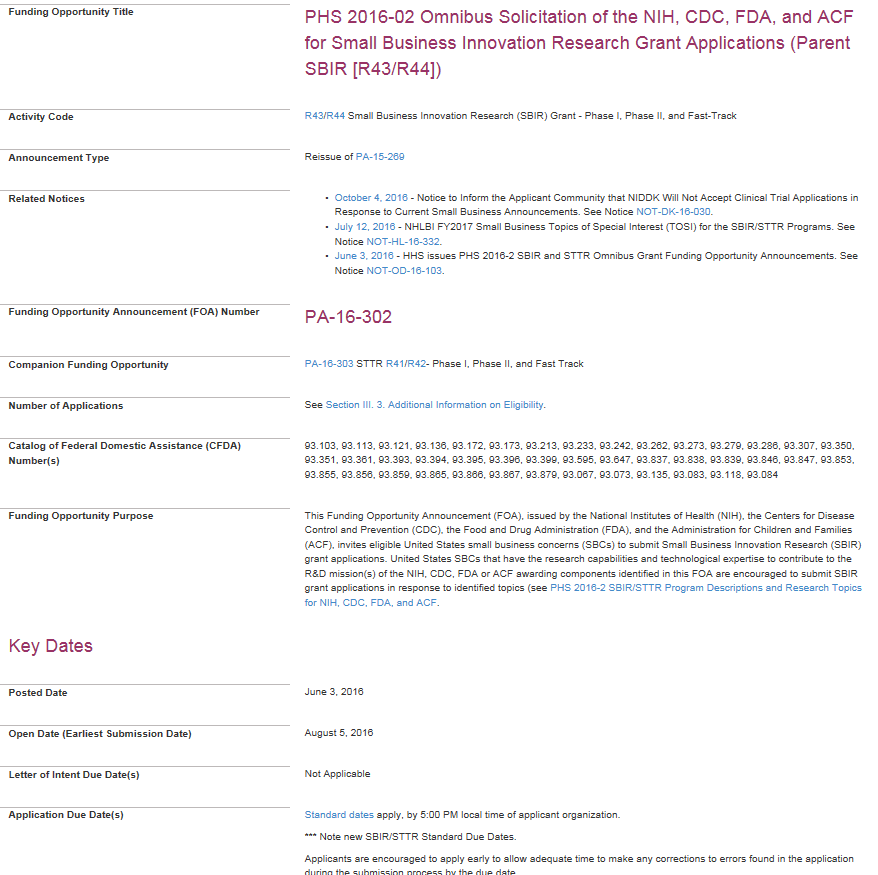 Funding Opportunity Title
PHS 2016-02 Ombibus Solicitation of the NIH, CDC, FDA, and ACF
for Small Business Innovation Research Grant Applications (Parent
SBIR [R43/R44])
Activity Code
R43/R44 Small Business Innovation Research (SBIR) Grant - Phase I, Phase II, and Fast-Track
Announcement Type
Reissue of PA-15-269
Related Notices
• October 4, 2016 - Notice to Inform the Applicant Community that NIDDK Will Not Accept Clinical Trial Applications in
Response to Current Small Business Announcements. See Notice NOT-DK-16-030.
• July 12, 2016 - NHLBI FY2017 Small Business Topics of Special Interest (TOSI) for the SBIR/STTR Programs. See
Notice NOT-HL-16-332.
• June 3, 2016 - HHS issues PHS 2016-2 SBIR and STTR Omnibus Grant Funding Opportunity Announcements. See
Notice NOT-OD-16-103.
Funding Opportunity Announcement (FOA) Number
PA-16-302
Companion Funding Opportunity
PA-16-303 STTR R41/R42- Phase I, Phase II, and Fast Track
Number of Applications
See Section III. 3. Additional Information on Eligibility.
Catalog of Federal Domestic Assistance (CFDA)
Number(s)
93.103, 93.113, 93.121, 93.136, 93.172, 93.173, 93.213, 93.233, 93.242, 93.262, 93.273, 93.279, 93.286, 93.307, 93.350,
93.351, 93.361, 93.393, 93.394, 93.395, 93.396, 93.399, 93.595, 93.647, 93.837, 93.838, 93.839, 93.846, 93.847, 93.853,
93.855, 93.856, 93.859, 93.865, 93.866, 93.867, 93.879, 93.067, 93.073, 93.135, 93.083, 93.118, 93.084
Funding Opportunity Purpose
This Funding Opportunity Announcement (FOA), issued by the National Institutes of Health (NIH), the Centers for Disease
Control and Prevention (CDC), the Food and Drug Administration (FDA), and the Administration for Children and Families
(ACF), invites eligible United States small business concerns (SBCs) to submit Small Business Innovation Research (SBIR)
grant applications. United States SBCs that have the research capabilities and technological expertise to contribute to the
R&D mission(s) of the NIH, CDC, FDA or ACF awarding components identified in this FOA are encouraged to submit SBIR
grant applications in response to identified topics (see PHS 2016-2 SBIR/STTR Program Descriptions and Research Topics
for NIH, CDC, FDA, and ACF.
Key Dates
Posted Date
June 3, 2016
Open Date (Earliest Submission Date)
August 5, 2016
Letter of Intent Due Date(s)
Not Applicable
Application Due Date(s)
Standard dates apply, by 5:00 PM local time of applicant organization.
*** Note new SBIR/STTR Standard Due Dates.
Applicants are encouraged to apply early to allow adequate time to make any corrections to errors found in the application
during the submission process by the due date.